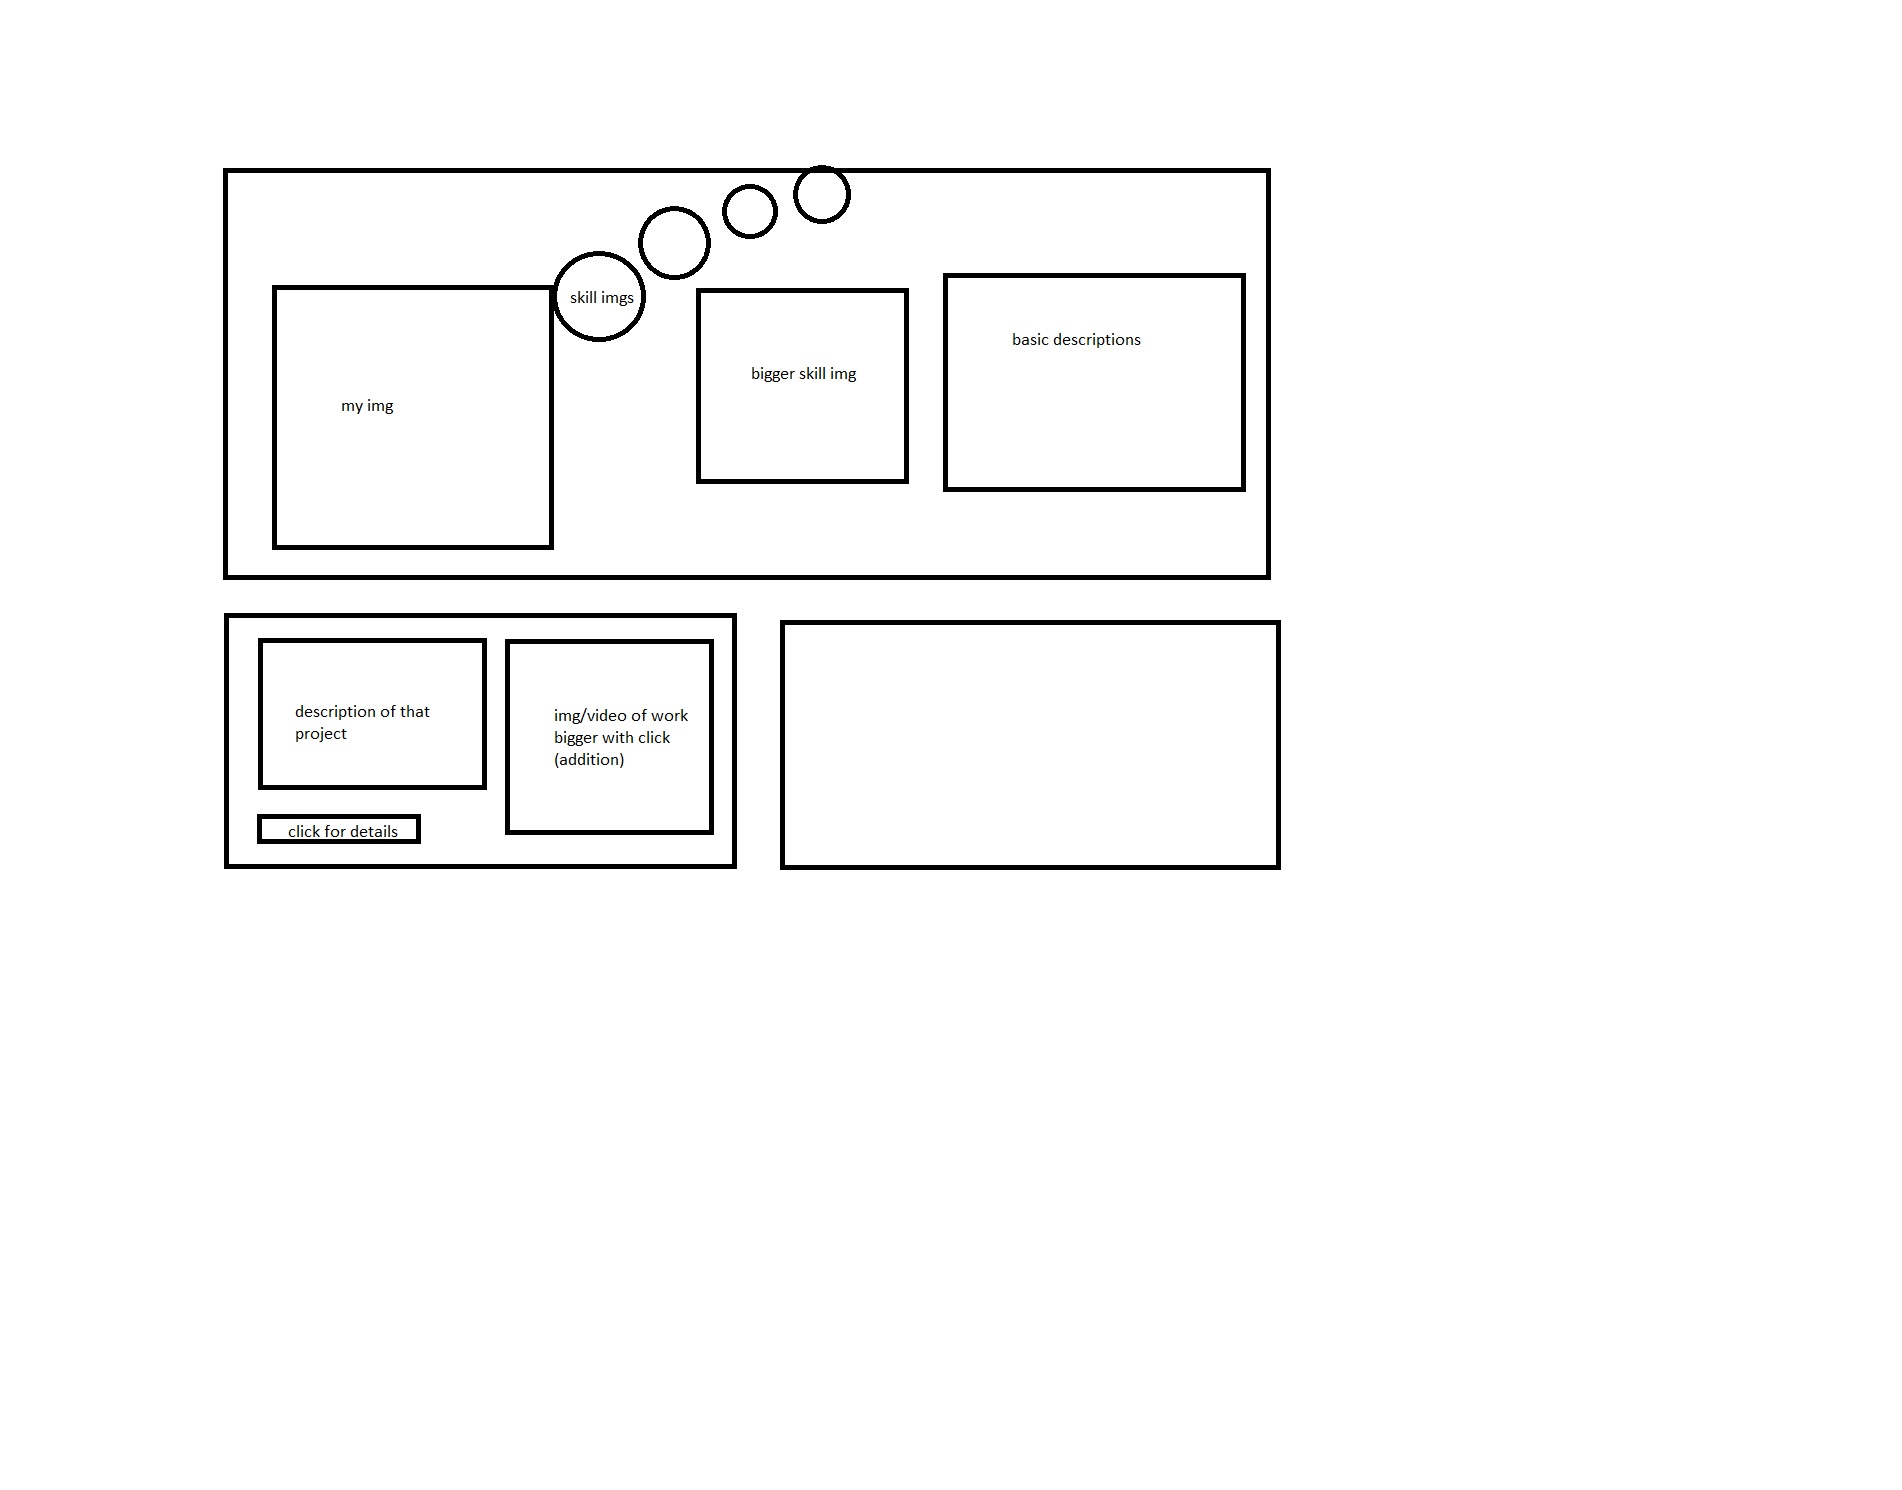 skill imgs
basic descriptions
bigger skill img
my img
description of that
project
img/video of work
bigger with click
(addition)
click for details